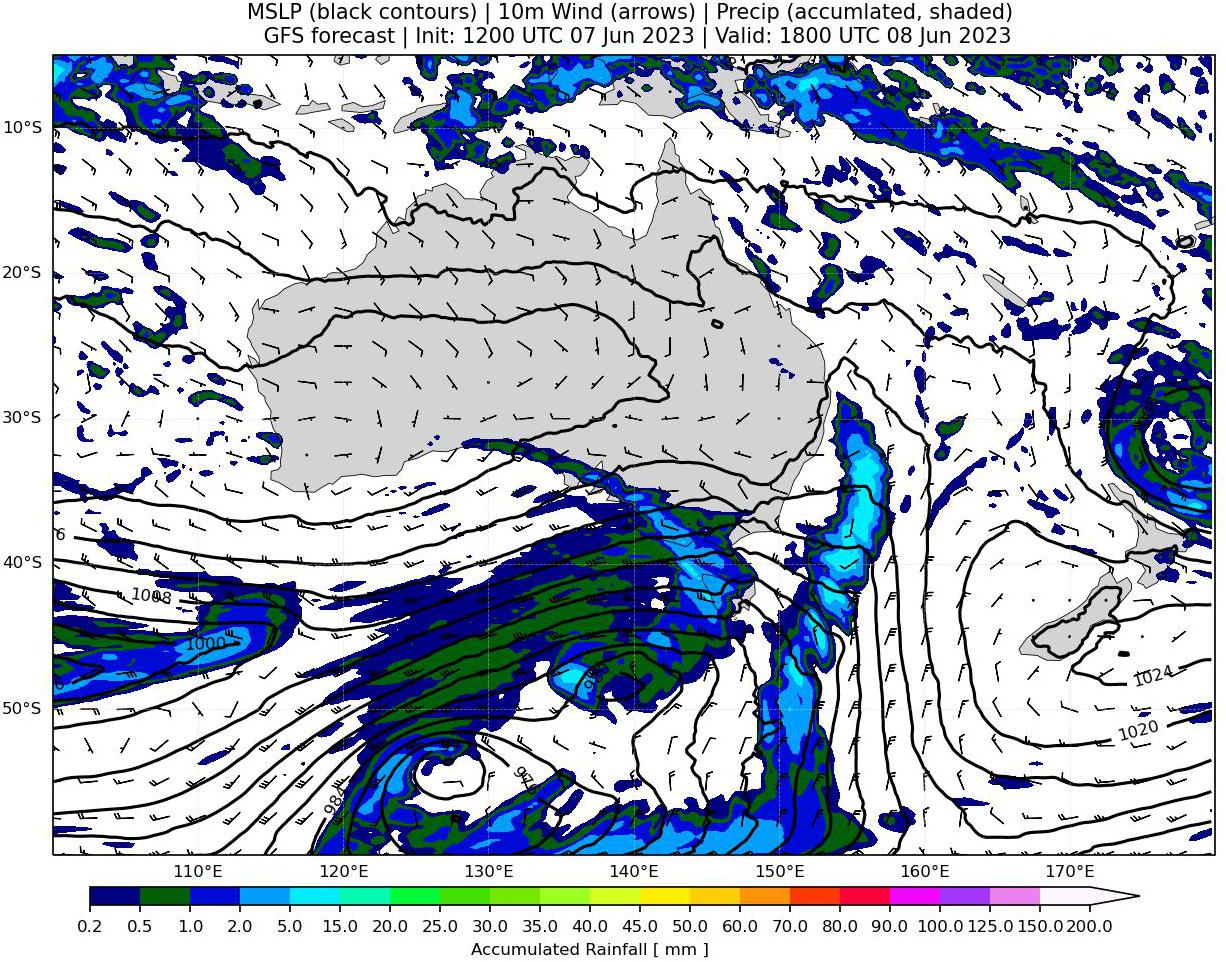 MSLP (black contours) | 10m Wind (arrows) | Precip (accumlated, shaded)
GFS forecast | Init: 1200 UTC 07 Jun 2023 | Valid: 1800 UTC 08 Jun 2023
10°S
20°S
30°S
6
40°S
1008
1000
1024
50°S
1020
976
984
110°E 120°E 130°E 140°E 150°E 160°E 170°E
0.2 0.5 1.0 2.0 5.0 15.0 20.0 25.0 30.0 35.0 40.0 45.0 50.0 60.0 70.0 80.0 90.0 100.0 125.0 150.0 200.0
Accumulated Rainfall [ mm ]